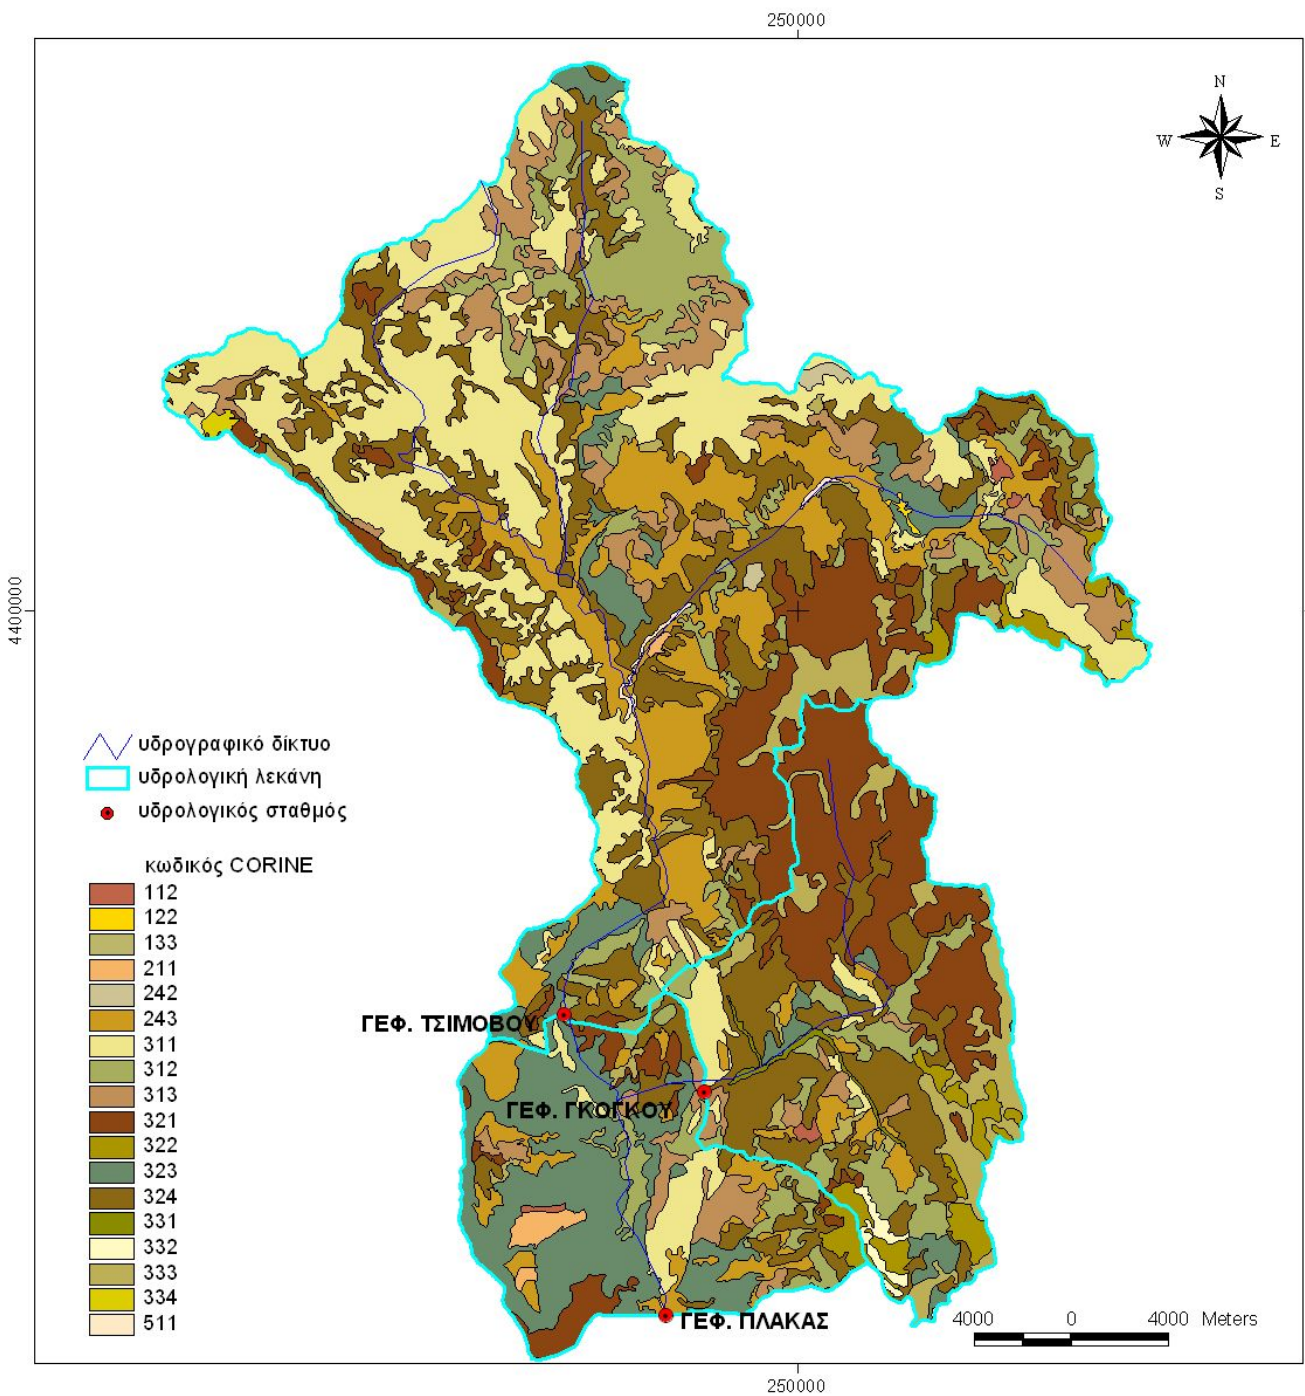 250000
N
W
E
S
4400000
υδρογραφικό δίκτυο
υδρολογική λεκάνη
υδρολογικός σταθμός
κωδικός CORINE
112
122
133
211
242
243
311
312
313
321
322
323
324
331
332
333
334
511
ΓΕΦ. ΤΣΙΜΟΒΟΥ
ΓΕΦ. ΓΚΟΓΚΟΥ
ΓΕΦ. ΠΛΑΚΑΣ
4000 0 4000 Meters
250000